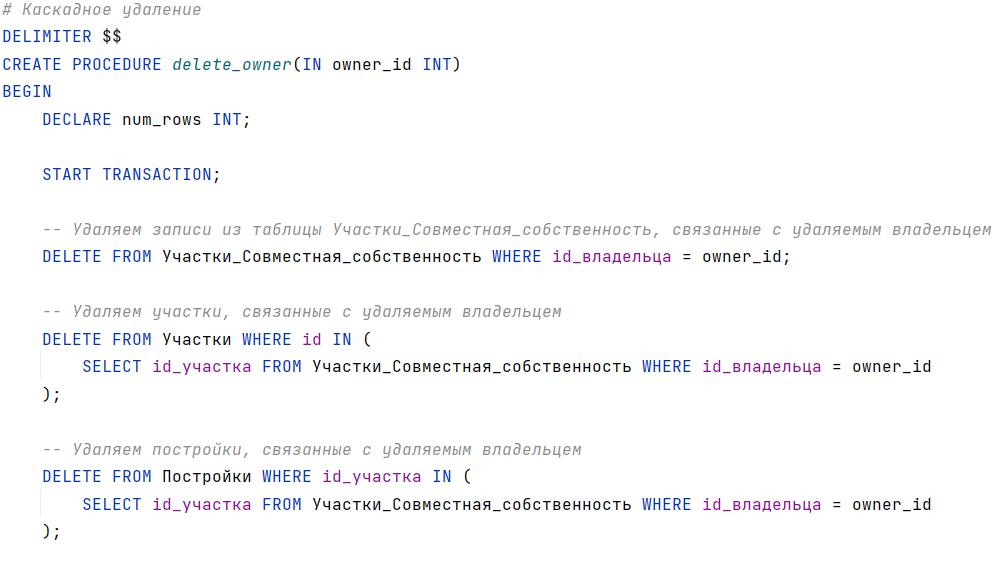 # Каскадное удаление
DELIMITER $$
CREATE PROCEDURE delete_owner(IN owner_id INT)
BEGIN
    DECLARE num_rows INT;

    START TRANSACTION;

    -- Удаляем записи из таблицы Участки_Совместная_собственность, связанные с удаляемым владельцем
    DELETE FROM Участки_Совместная_собственность WHERE id_владельца = owner_id;

    -- Удаляем участки, связанные с удаляемым владельцем
    DELETE FROM Участки WHERE id IN (
        SELECT id_участка FROM Участки_Совместная_собственность WHERE id_владельца = owner_id
    );

    -- Удаляем постройки, связанные с удаляемым владельцем
    DELETE FROM Постройки WHERE id_участка IN (
        SELECT id_участка FROM Участки_Совместная_собственность WHERE id_владельца = owner_id
    );